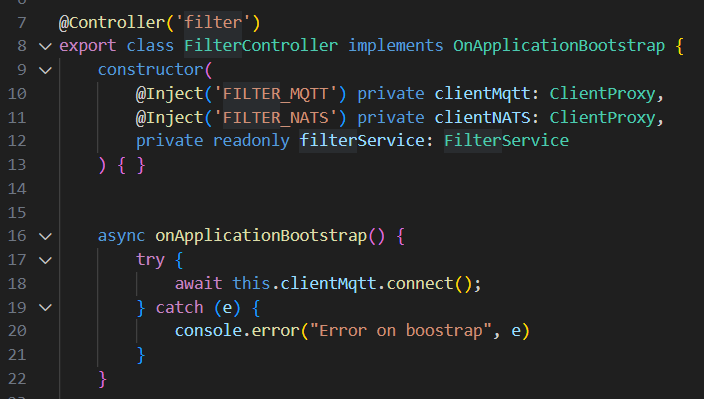 7 @Controller('filter')
8 export class FilterController implements OnApplicationBootstrap {
9 constructor(
10 @Inject('FILTER_MQTT') private clientMqtt: ClientProxy,
11 @Inject('FILTER_NATS') private clientNATS: ClientProxy,
12 private readonly filterService: FilterService
13 ) { }
14
15
16 async onApplicationBootstrap() {
17 try {
18 await this.clientMqtt.connect();
19 } catch (e) {
20 console.error("Error on boostrap", e)
21 }
22 }